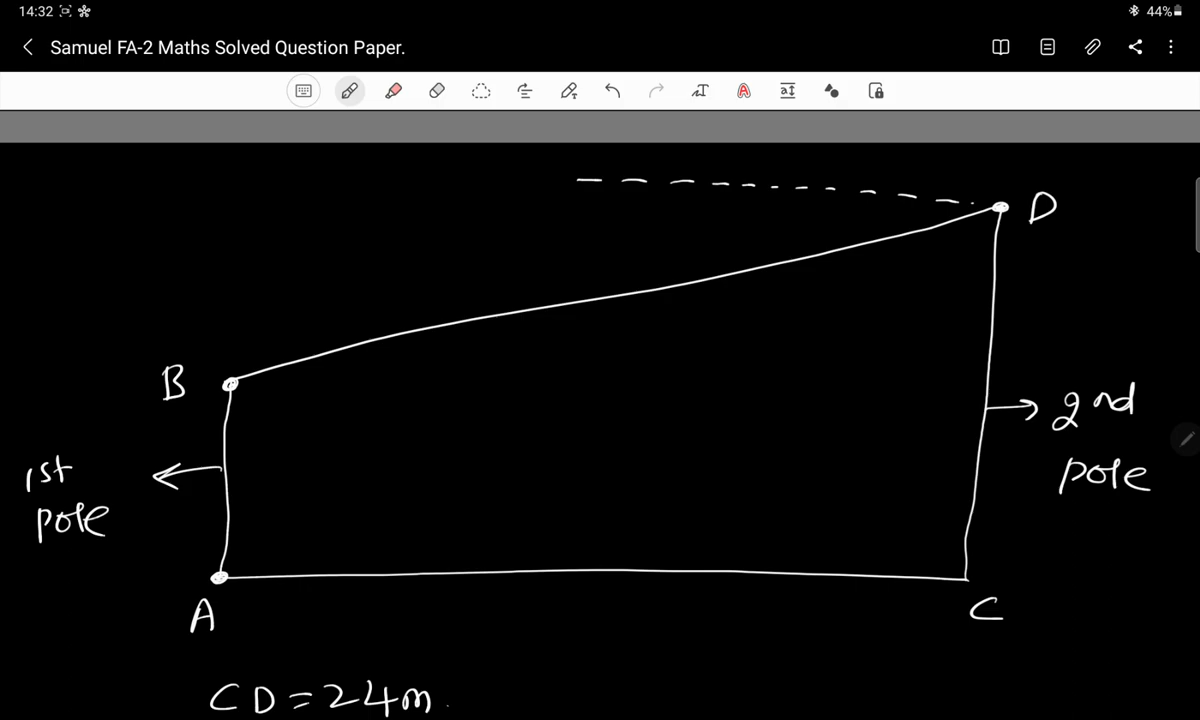 14:32
44%
Samuel FA-2 Maths Solved Question Paper.
D
B
2nd
pole
1st
pole
A
C
CD = 24m.